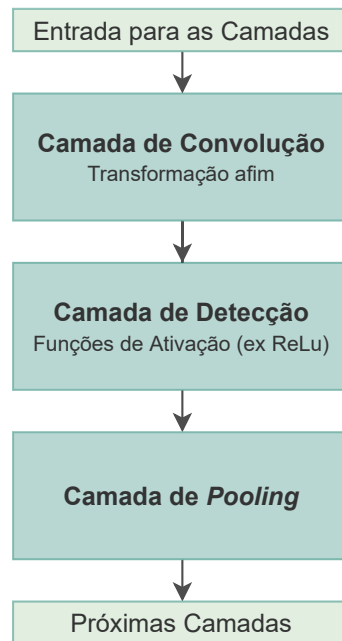 Entrada para as Camadas
Camada de Convolução
Transformação afim
Camada de Detecção
Funções de Ativação (ex ReLu)
Camada de Pooling
Próximas Camadas